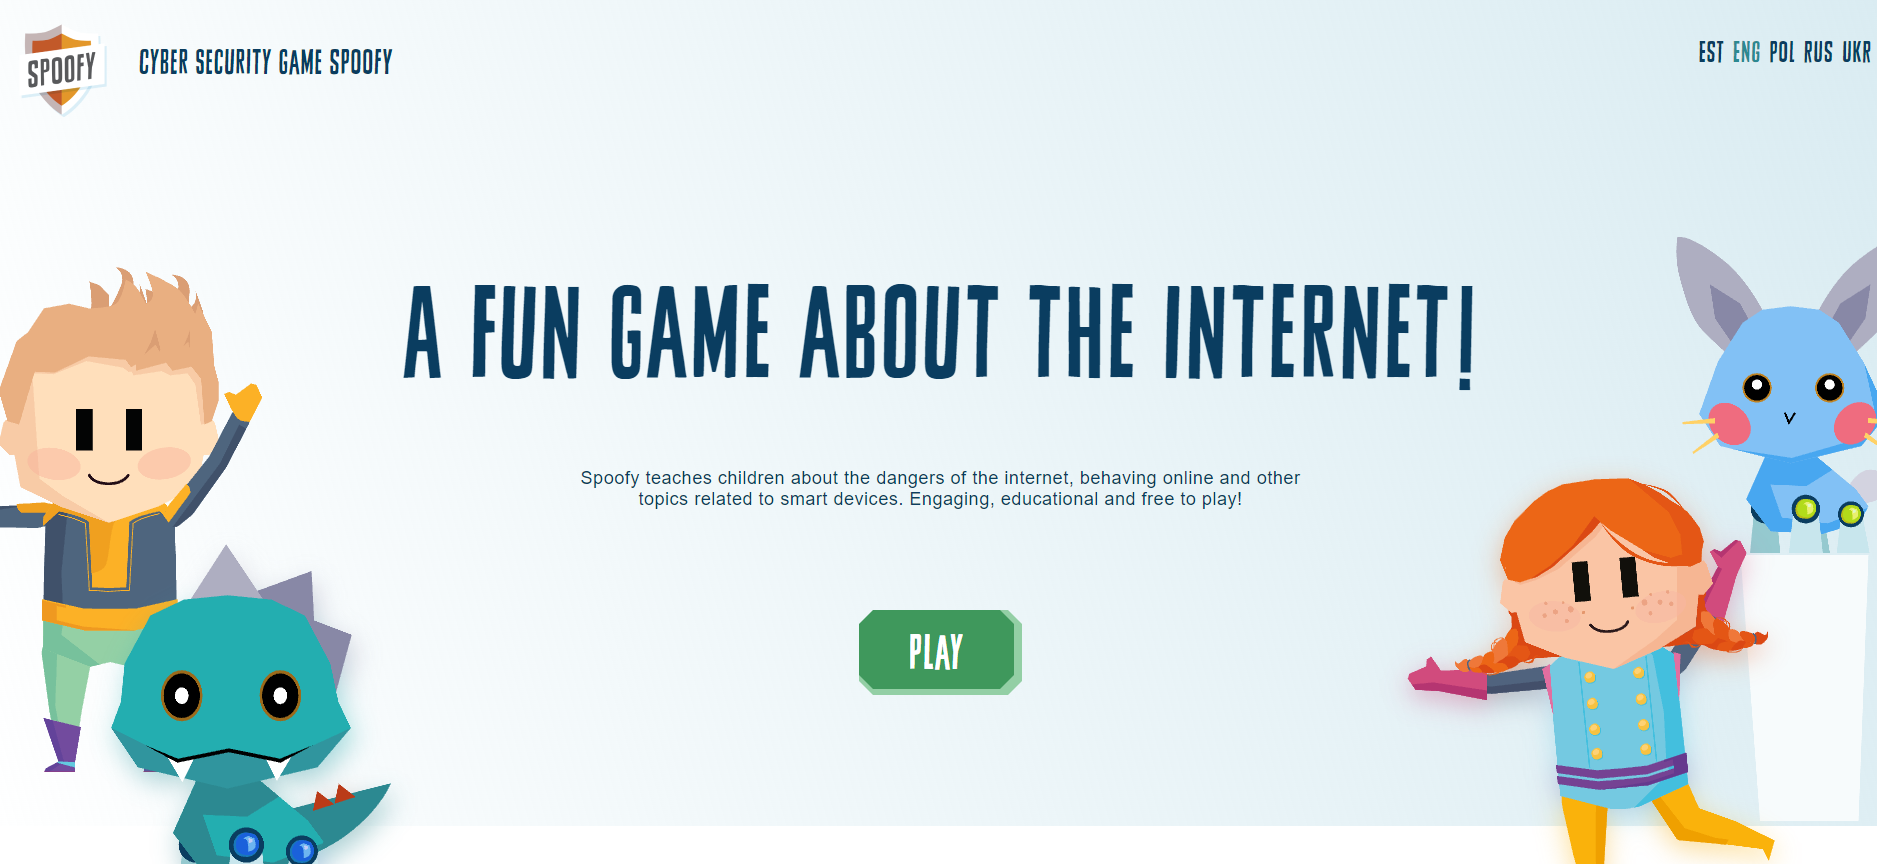 SPOOFY
CYBER SECURITY GAME SPOOFY
EST ENG POL RUS UKR
A FUN GAME ABOUT THE INTERNET!
Spoofy teaches children about the dangers of the internet, behaving online and other
topics related to smart devices. Engaging, educational and free to play!
PLAY